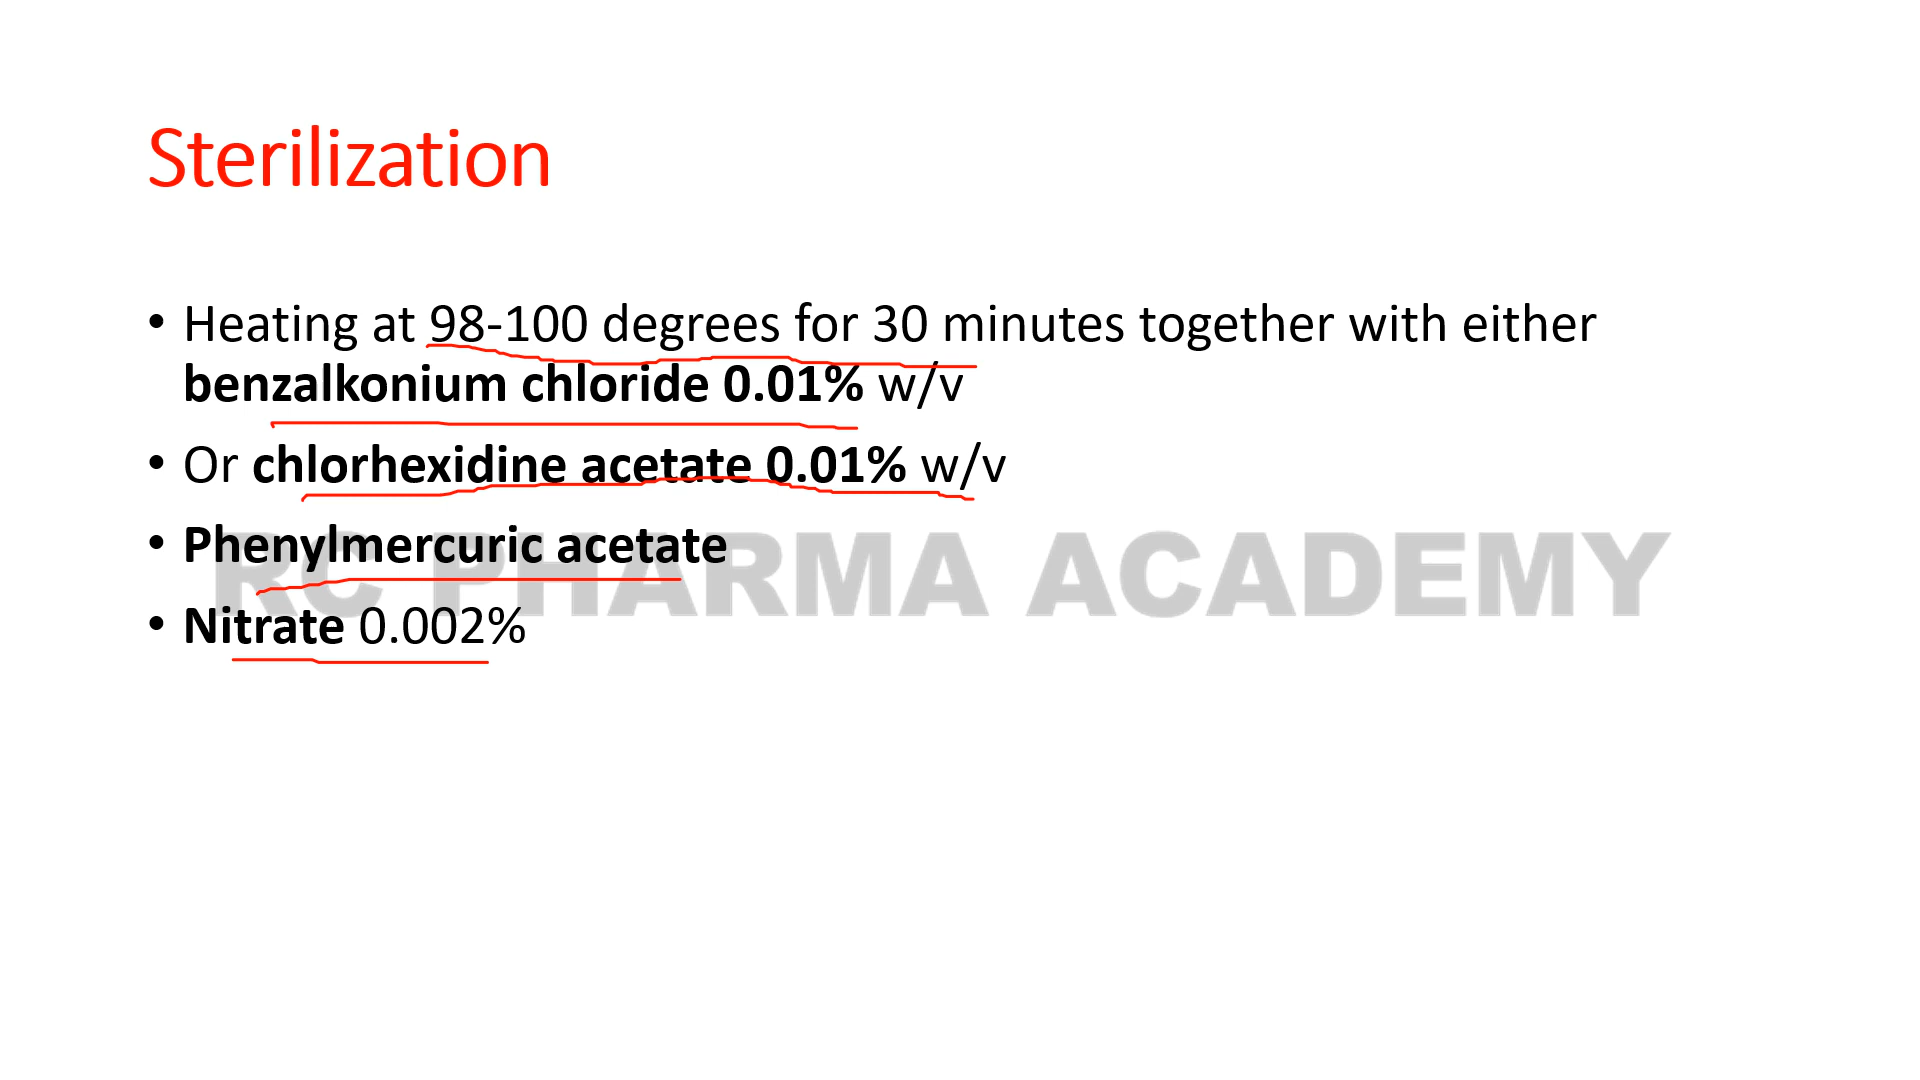 Sterilization
• Heating at 98-100 degrees for 30 minutes together with either
benzalkonium chloride 0.01% w/v
• Or chlorhexidine acetate 0.01% w/v
• Phenylmercuric acetate
RC PHARMA ACADEMY
• Nitrate 0.002%